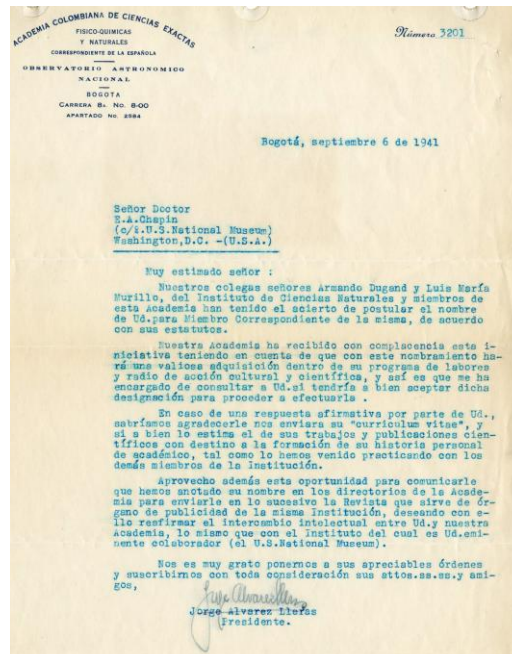 ACADEMIA COLOMBIANA DE CIENCIAS EXACTAS
FISICO-QUIMICAS
Y NATURALES
CORRESPONDIENTE DE LA ESPAÑOLA
OBSERVATORIO ASTRONOMICO
NACIONAL
BOGOTA
CARRERA 8a. No. 8-00
APARTADO No. 2584
Número 3201
Bogotá, septiembre 6 de 1941
Señor Doctor
E.A.Chapin
(c/&.U.S.National Museum)
Washington,D.C. -(U.S.A.)
Muy estimado señor :
Nuestros colegas señores Armando Dugand y Luis María
Murillo, del Instituto de Ciencias Naturales y miembros de
esta Academia han tenido el acierto de postular el nombre
de Ud.para Miembro Correspondiente de la misma, de acuerdo
con sus estatutos.
Nuestra Academia ha recibido con complacencia esta i-
niciativa teniendo en cuenta de que con este nombramiento ha-
rá una valiosa adquisición dentro de su programa de labores
y radio de acción cultural y científica, y así es que me ha
encargado de consultar a Ud.si tendría a bien aceptar dicha
designación para proceder a efectuarla .
En caso de una respuesta afirmativa por parte de Ud.,
sabríamos agradecerle nos enviara su "curriculum vitae", y
si a bien lo estima el de sus trabajos y publicaciones cien-
tíficos con destino a la formación de su historia personal
de académico, tal como lo hemos venido practicando con los
demás miembros de la Institución.
Aprovecho además esta oportunidad para comunicarle
que hemos anotado su nombre en los directorios de la Acade-
mia para enviarle en lo sucesivo la Revista que sirve de ór-
gano de publicidad de la misma Institución, deseando con e-
llo reafirmar el intercambio intelectual entre Ud.y nuestra
Academia, lo mismo que con el Instituto del cual es Ud.emi-
nente colaborador (el U.S.National Museum).
Nos es muy grato ponernos a sus apreciables órdenes
y suscribirnos con toda consideración sus attos.ss.ss.y ami-
gos,
Jorge Alvarez Lleras
Jorge Alvarez Lleras
Presidente.